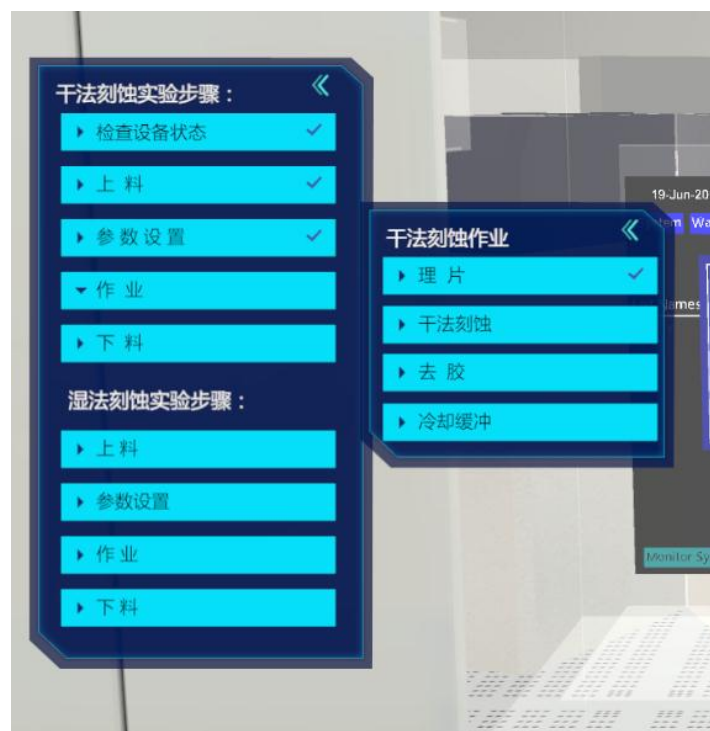 干法刻蚀实验步骤：
检查设备状态
上 料
参 数 设 置
作 业
下 料
湿法刻蚀实验步骤：
上 料
参数设置
作 业
下 料
干法刻蚀作业
理 片
干法刻蚀
去 胶
冷却缓冲
19-Jun-20
Wa
ames
Monitor Sy